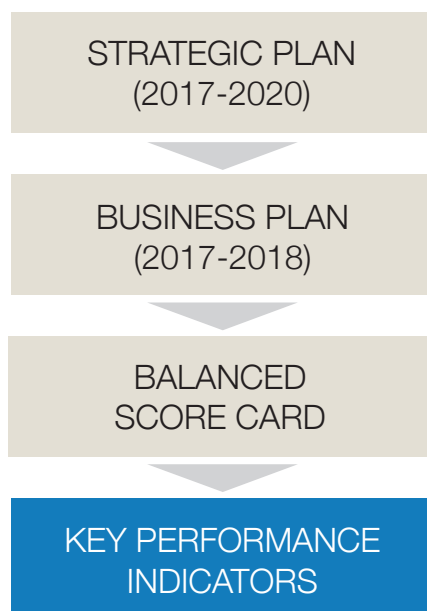 STRATEGIC PLAN
(2017-2020)
BUSINESS PLAN
(2017-2018)
BALANCED
SCORE CARD
KEY PERFORMANCE
INDICATORS